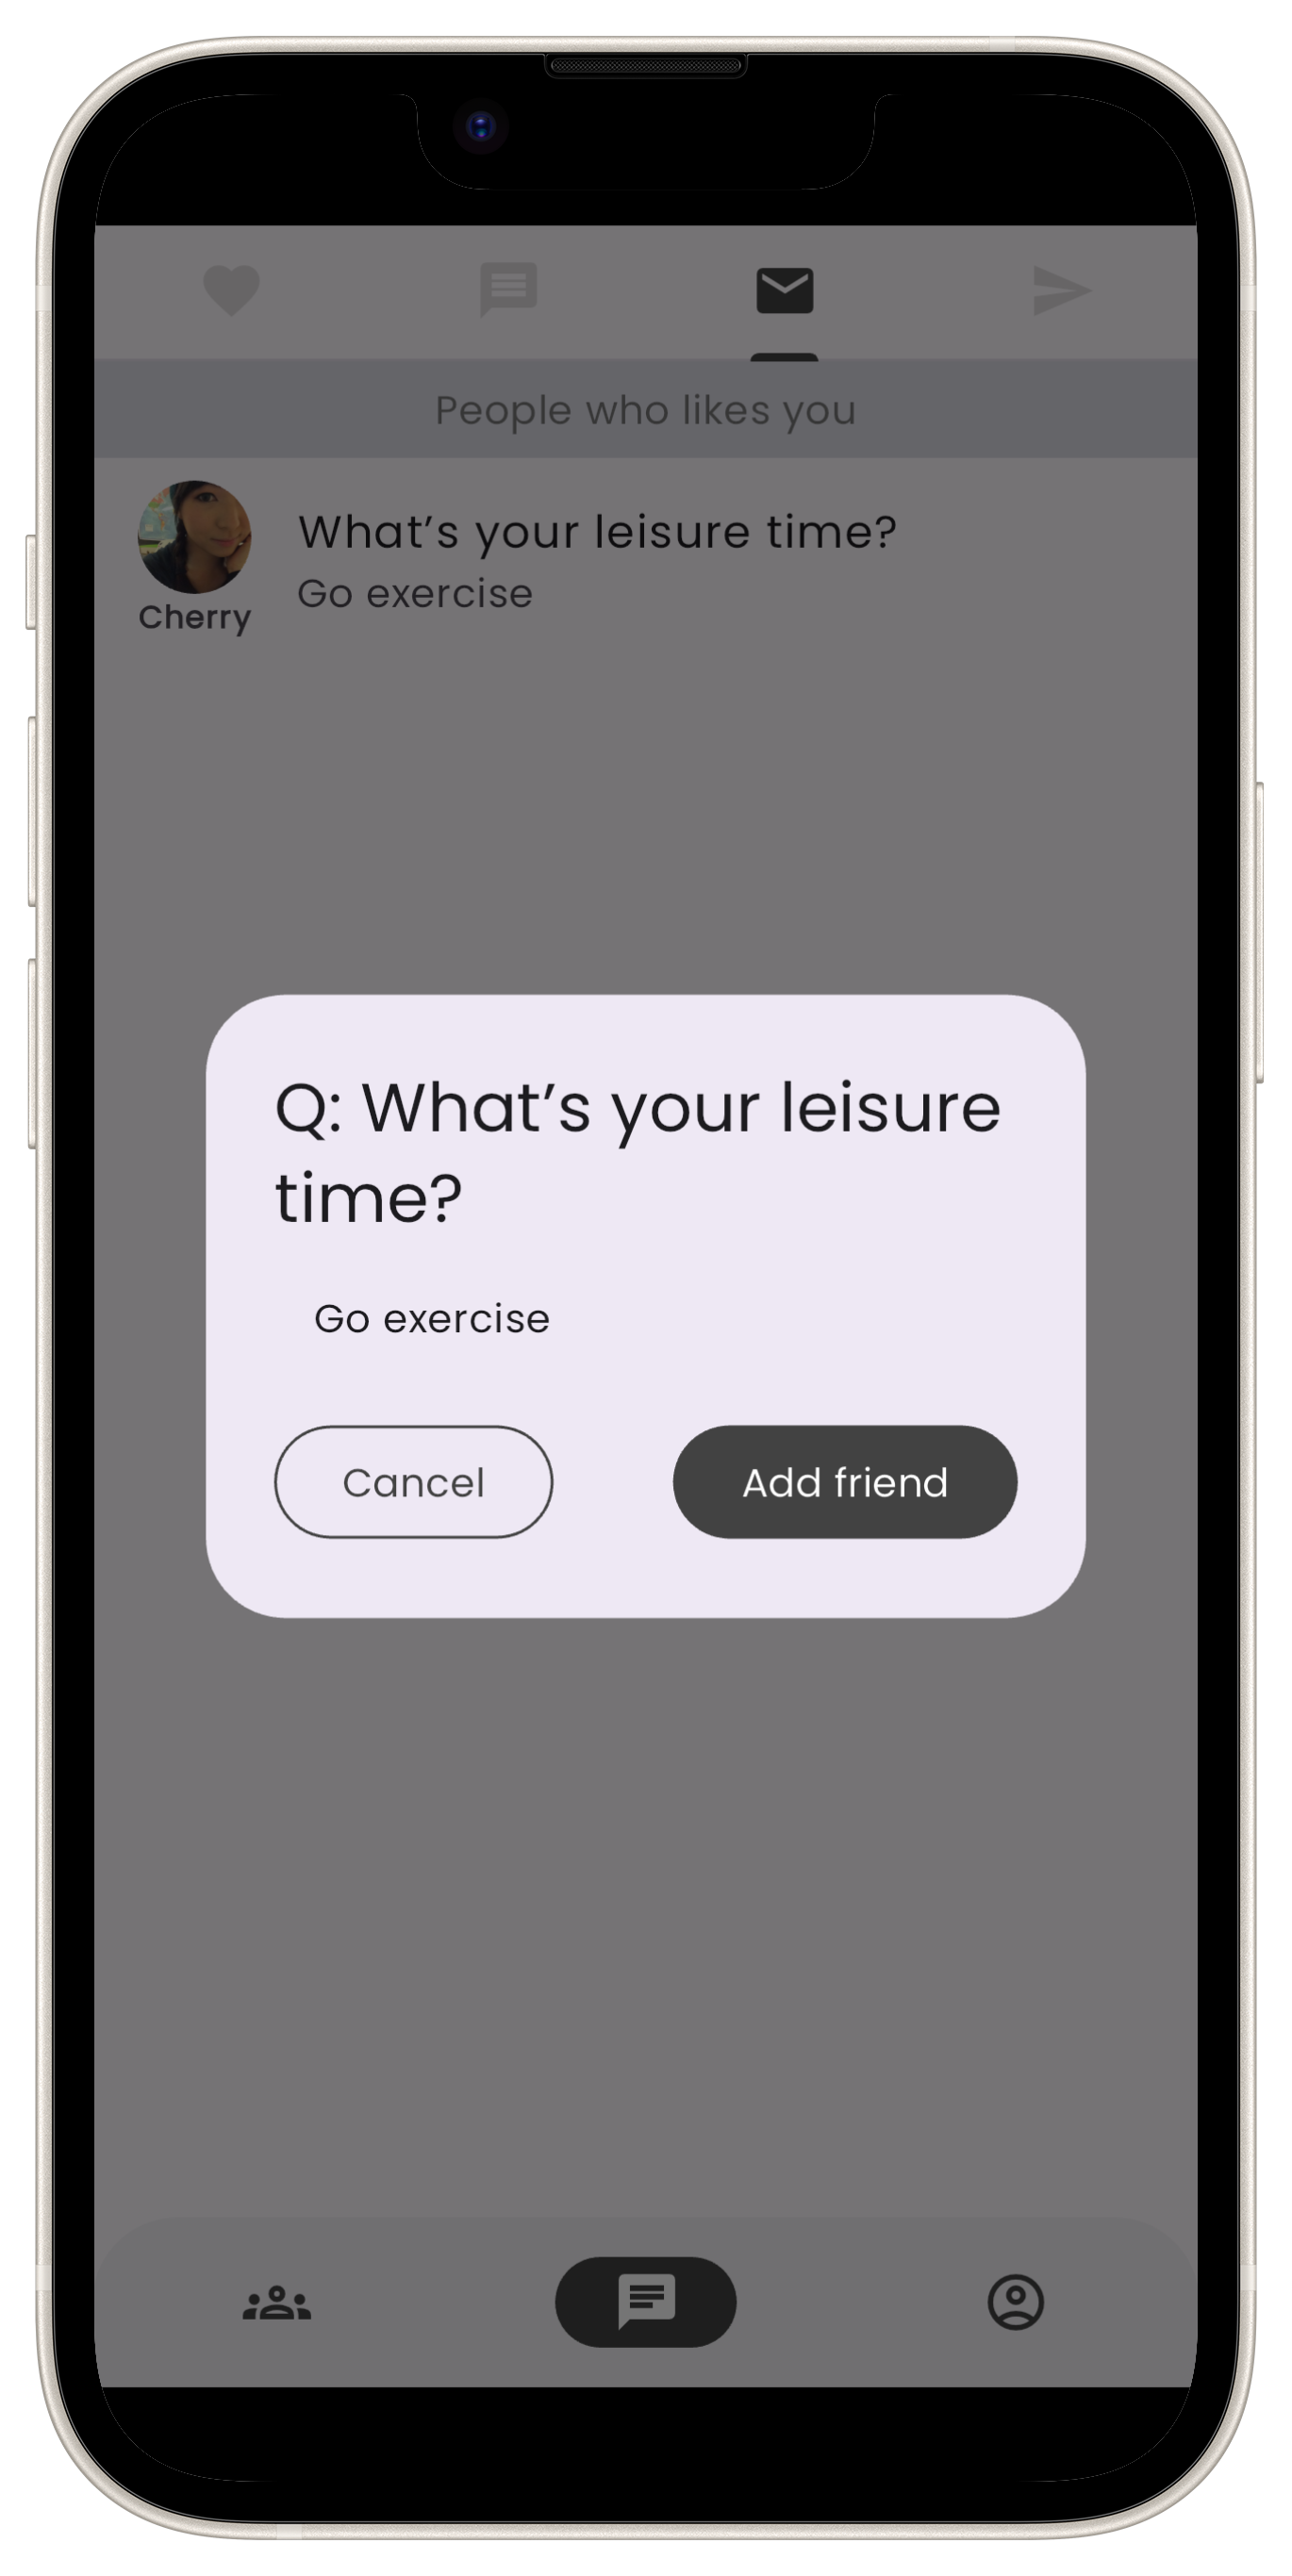 People who likes you
What’s your leisure time?
Go exercise
Cherry
Q: What’s your leisure
time?
Go exercise
Cancel
Add friend